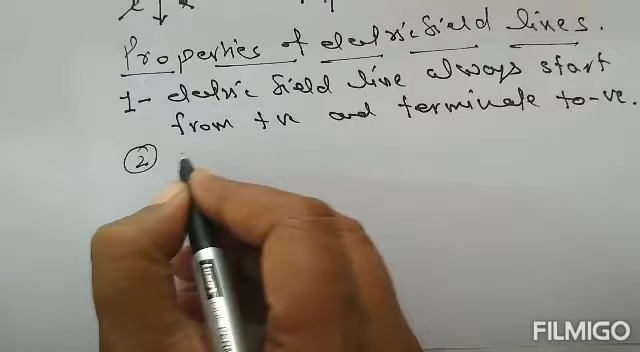 Properties of electric field lines.
1- electric field line always start
from +ve and terminate to -ve.
2
FILMIGO